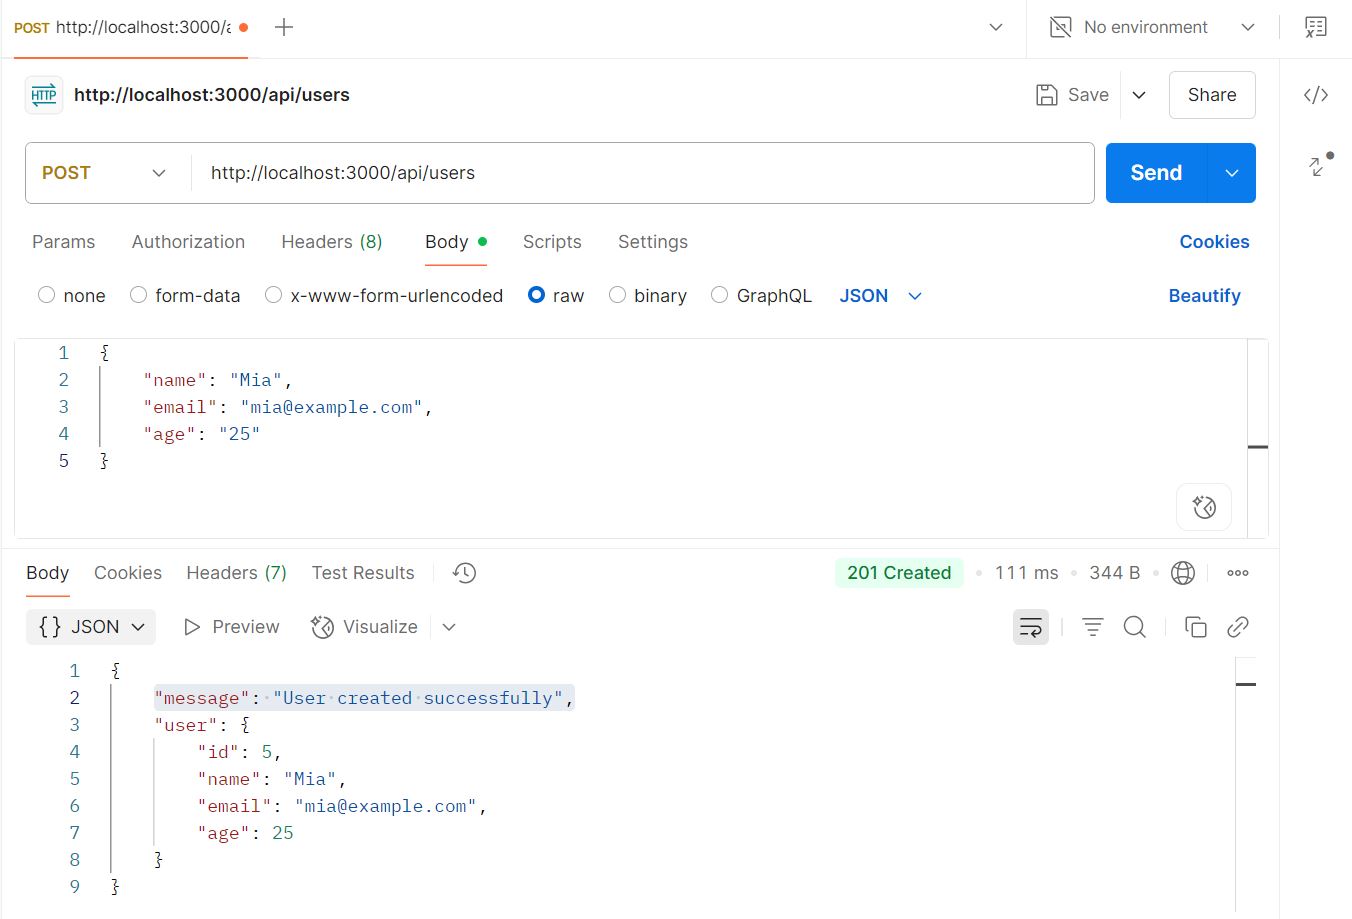 POST http://localhost:3000/a
No environment
HTTP http://localhost:3000/api/users
Save Share
POST http://localhost:3000/api/users Send
Params Authorization Headers (8) Body Scripts Settings Cookies
none form-data x-www-form-urlencoded raw binary GraphQL JSON Beautify
1 {
2 "name": "Mia",
3 "email": "mia@example.com",
4 "age": "25"
5 }
Body Cookies Headers (7) Test Results 201 Created 111 ms 344 B
{} JSON Preview Visualize
1 {
2 "message": "User created successfully",
3 "user": {
4 "id": 5,
5 "name": "Mia",
6 "email": "mia@example.com",
7 "age": 25
8 }
9 }